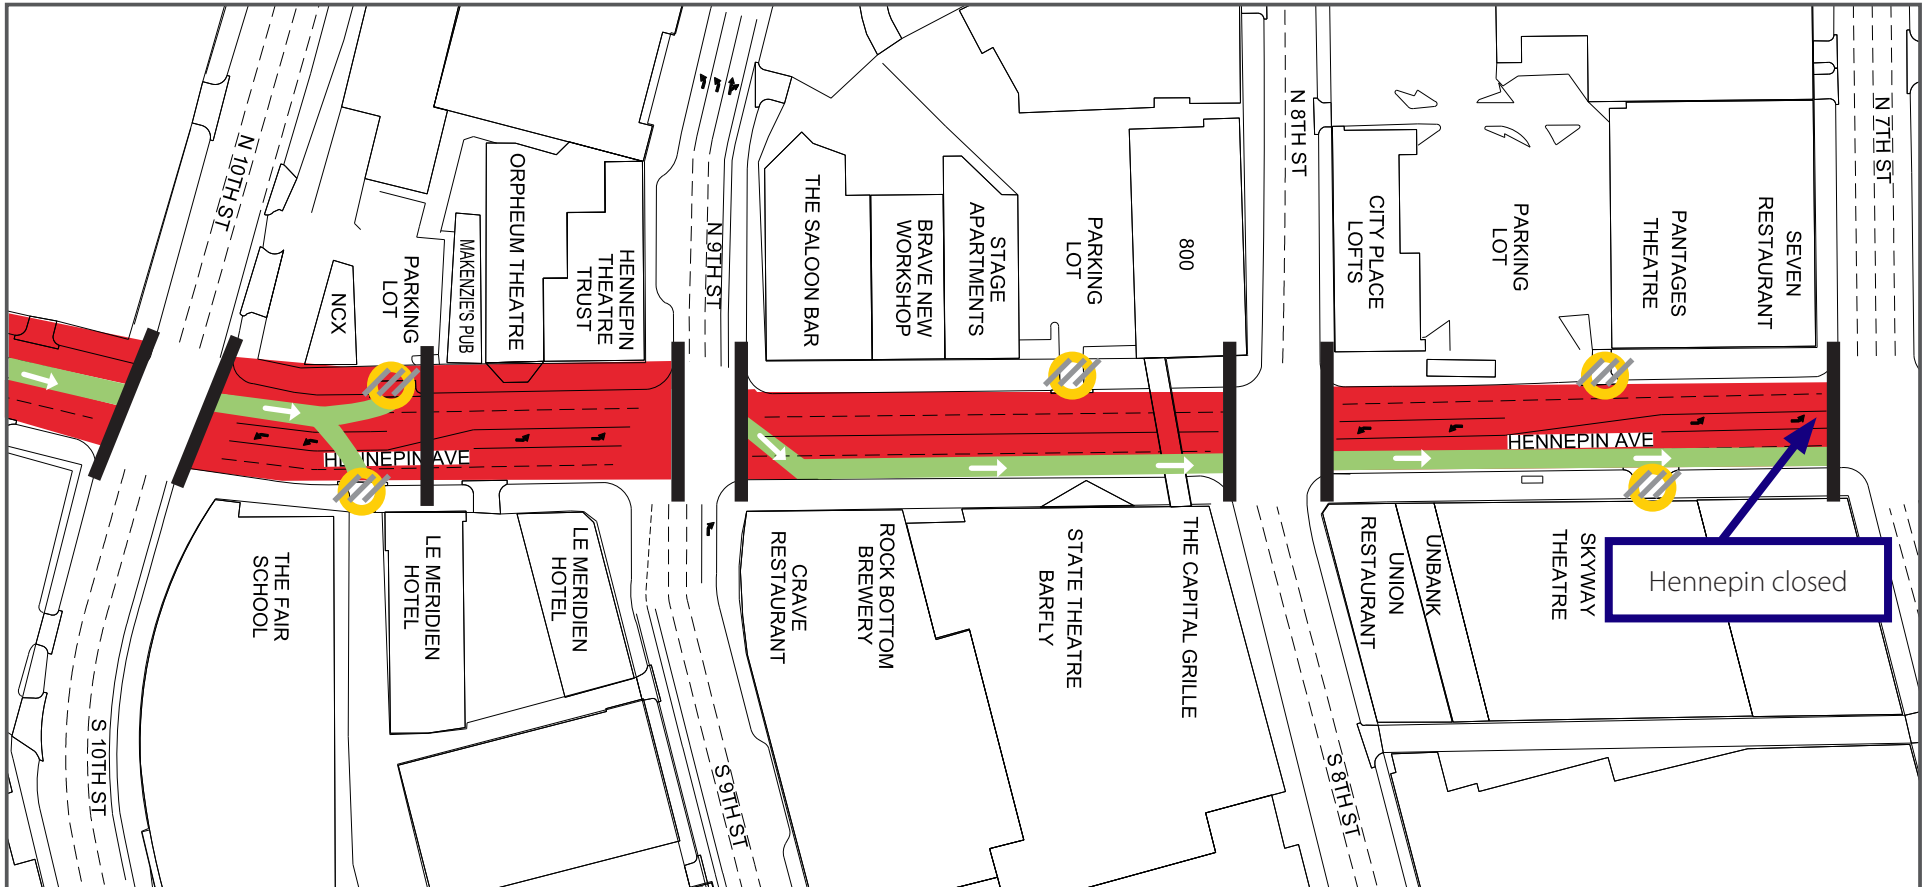 N 10TH ST
NCX
PARKING
LOT
MAKENZIE'S PUB
ORPHEUM THEATRE
HENNEPIN
THEATRE
TRUST
N 9TH ST
THE SALOON BAR
BRAVE NEW
WORKSHOP
STAGE
APARTMENTS
PARKING
LOT
800
N 8TH ST
CITY PLACE
LOFTS
PARKING
LOT
PANTAGES
THEATRE
SEVEN
RESTAURANT
N 7TH ST
HENNEPIN AVE
HENNEPIN AVE
S 10TH ST
THE FAIR
SCHOOL
LE MERIDIEN
HOTEL
LE MERIDIEN
HOTEL
S 9TH ST
CRAVE
RESTAURANT
ROCK BOTTOM
BREWERY
STATE THEATRE
BARFLY
THE CAPITAL GRILLE
S 8TH ST
UNION
RESTAURANT
UNBANK
SKYWAY
THEATRE
Hennepin closed